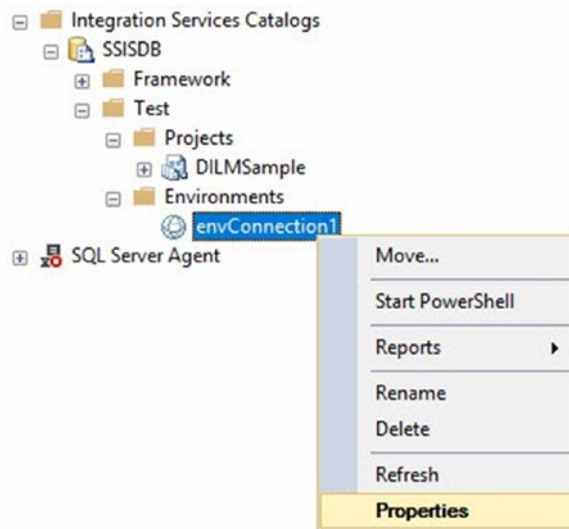 Integration Services Catalogs
SSISDB
Framework
Test
Projects
DILMSample
Environments
envConnection1
SQL Server Agent
Move...
Start PowerShell
Reports
Rename
Delete
Refresh
Properties